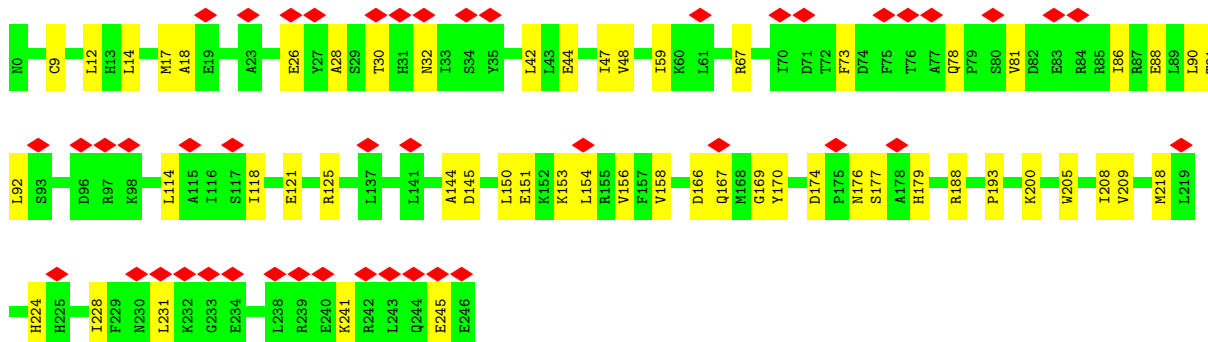 N0 C9 L12 H13 L14 M17 A18 E19 A23 E26 Y27 A28 S29 T30 H31 N32 I33 S34 Y35 L42 L43 E44 I47 V48 I59 K60 L61 R67 I70 D71 T72 F73 D74 F75 T76 A77 Q78 P79 S80 V81 D82 E83 R84 R85 I86 R87 E88 L89 L90
L92 S93 D96 R97 K98 L114 A115 I116 S117 I118 E121 R125 L137 L141 A144 D145 L150 E151 K152 K153 L154 R155 V156 F157 V158 D166 Q167 M168 G169 Y170 D174 P175 N176 S177 A178 H179 R188 P193 K200 W205 I208 V209 M218 L219
H224 H225 I228 F229 N230 L231 K232 G233 E234 L238 R239 E240 K241 R242 L243 Q244 E245 E246